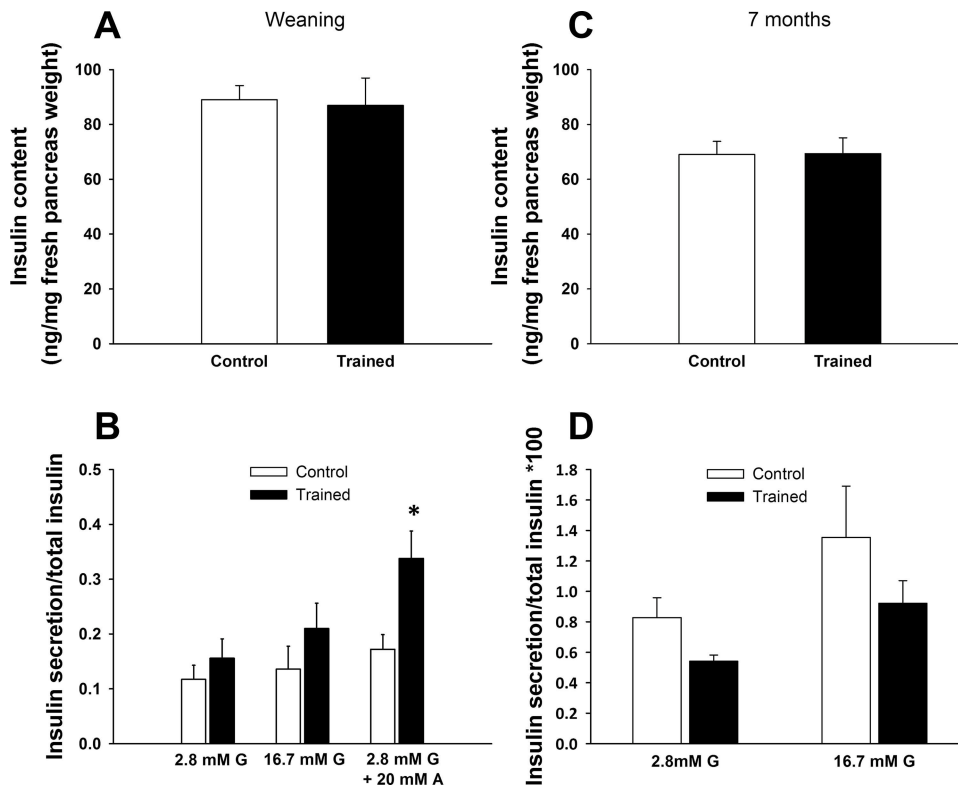 A
Weaning
Insulin content
(ng/mg fresh pancreas weight)
100
80
60
40
20
0
Control
Trained
C
7 months
Insulin content
(ng/mg fresh pancreas weight)
100
80
60
40
20
0
Control
Trained
B
Insulin secretion/total insulin
0.5
0.4
0.3
0.2
0.1
0.0
Control
Trained
*
2.8 mM G
16.7 mM G
2.8 mM G
+ 20 mM A
D
Insulin secretion/total insulin *100
1.8
1.6
1.4
1.2
1.0
0.8
0.6
0.4
0.2
0.0
Control
Trained
2.8mM G
16.7 mM G